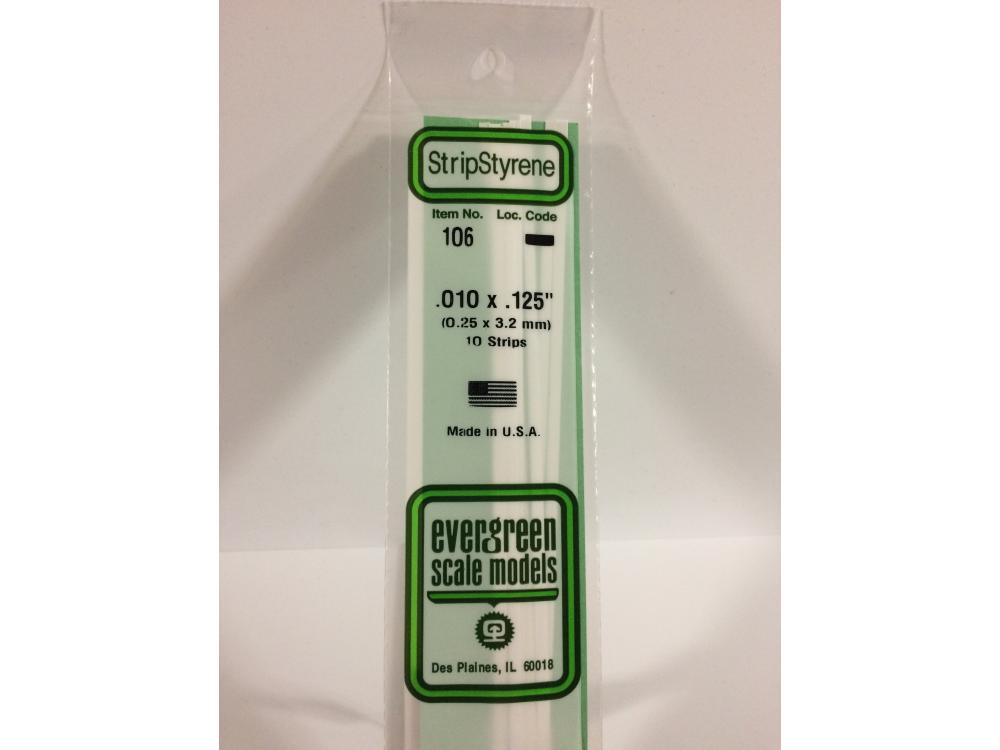 StripStyrene
Item No. Loc. Code
106
.010 x .125"
(0.25 x 3.2 mm)
10 Strips
Made in U.S.A.
evergreen
scale models
Des Plaines, IL 60018